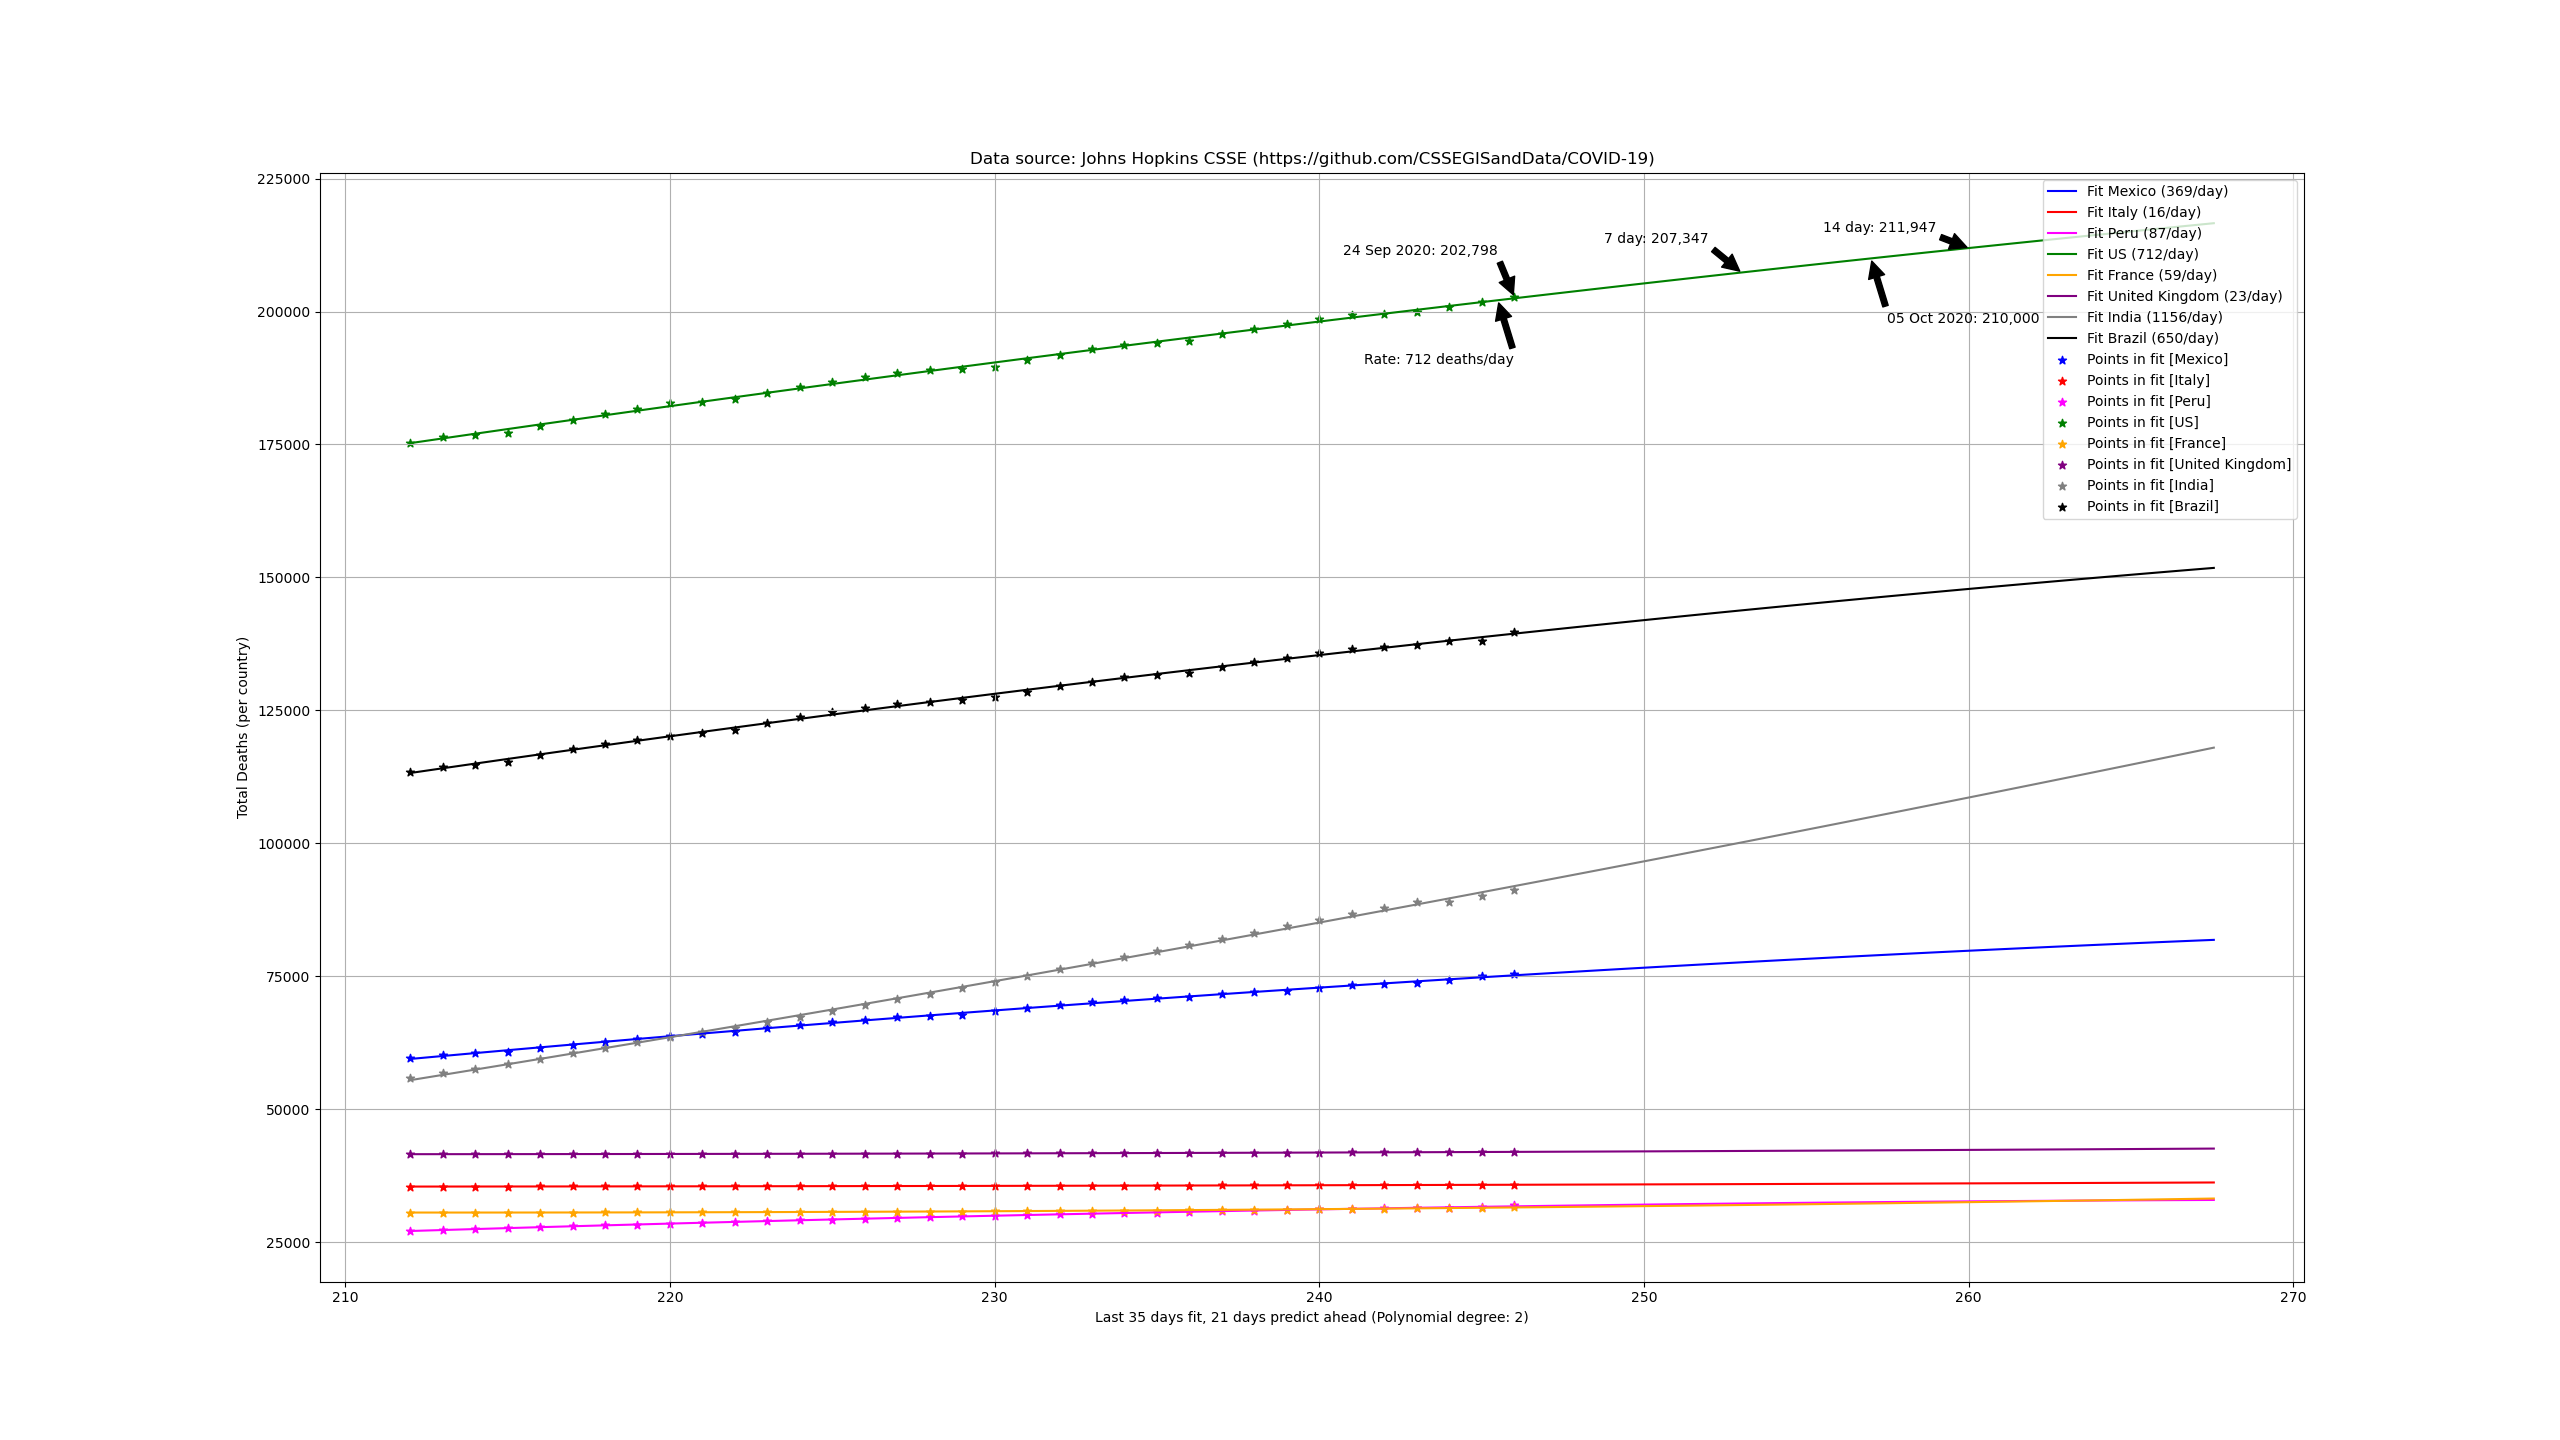 Data source: Johns Hopkins CSSE (https://github.com/CSSEGISandData/COVID-19)
225000
200000
175000
150000
125000
100000
75000
50000
25000
Total Deaths (per country)
24 Sep 2020: 202,798
7 day: 207,347
14 day: 211,947
05 Oct 2020: 210,000
Rate: 712 deaths/day
Fit Mexico (369/day)
Fit Italy (16/day)
Fit Peru (87/day)
Fit US (712/day)
Fit France (59/day)
Fit United Kingdom (23/day)
Fit India (1156/day)
Fit Brazil (650/day)
Points in fit [Mexico]
Points in fit [Italy]
Points in fit [Peru]
Points in fit [US]
Points in fit [France]
Points in fit [United Kingdom]
Points in fit [India]
Points in fit [Brazil]
210 220 230 240 250 260 270
Last 35 days fit, 21 days predict ahead (Polynomial degree: 2)